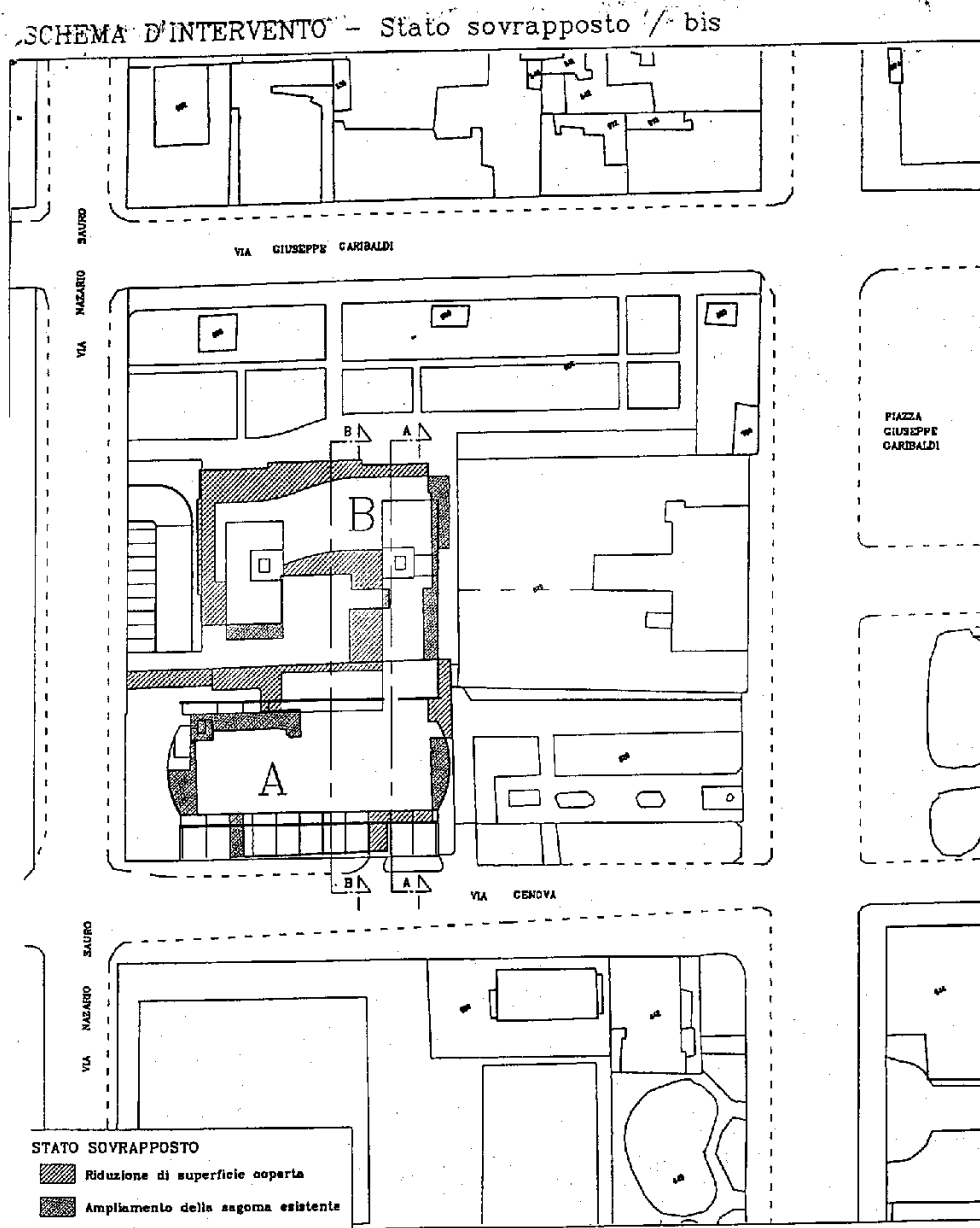 SCHEMA D'INTERVENTO - Stato sovrapposto / bis
VIA NAZARIO SAURO
VIA GIUSEPPE GARIBALDI
PIAZZA
GIUSEPPE
GARIBALDI
B A
B
A
B A
VIA GENOVA
VIA NAZARIO SAURO
STATO SOVRAPPOSTO
Riduzione di superficie coperta
Ampliamento della sagoma esistente